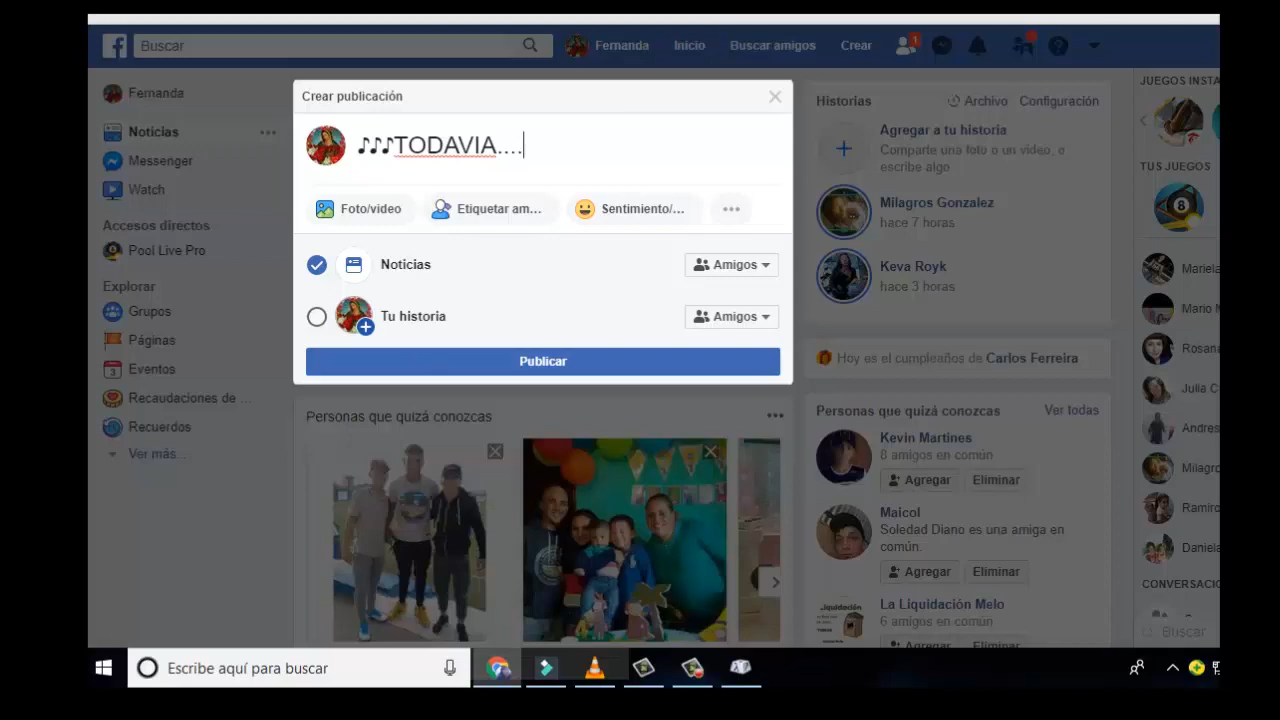 Buscar
Fernanda
Inicio
Buscar amigos
Crear
1
Fernanda
Noticias
Messenger
Watch
Accesos directos
Pool Live Pro
Explorar
Grupos
Páginas
3
Eventos
Recaudaciones de ...
Recuerdos
Ver más...
Crear publicación
♪♪♪TODAVIA....
Foto/video
Etiquetar am...
Sentimiento/...
Noticias
Amigos
Tu historia
Amigos
Publicar
Personas que quizá conozcas
Historias
Archivo
Configuración
Agregar a tu historia
Comparte una foto o un video, o
escribe algo
Milagros Gonzalez
hace 7 horas
Keva Royk
hace 3 horas
Hoy es el cumpleaños de Carlos Ferreira
Personas que quizá conozcas
Ver todas
Kevin Martines
8 amigos en común
Agregar
Eliminar
Maicol
Soledad Diano es una amiga en
común.
Agregar
Eliminar
Liquidación
La Liquidación Melo
6 amigos en común
Agregar
Eliminar
JUEGOS INSTA
TUS JUEGOS
8
Mariela
Mario M
Rosana
Julia C
Andres
Milagro
Ramiro
Daniela
CONVERSACIO
Buscar
Escribe aquí para buscar